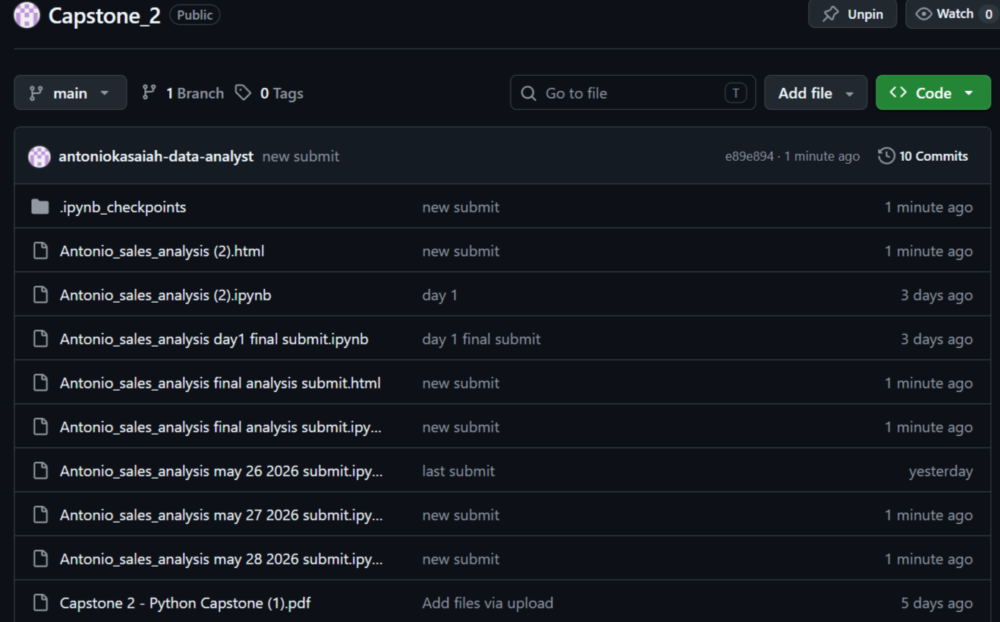 Capstone_2 Public Unpin Watch 0
main 1 Branch 0 Tags Go to file T Add file Code
antoniokasaiah-data-analyst new submit e89e894 · 1 minute ago 10 Commits
.ipynb_checkpoints new submit 1 minute ago
Antonio_sales_analysis (2).html new submit 1 minute ago
Antonio_sales_analysis (2).ipynb day 1 3 days ago
Antonio_sales_analysis day1 final submit.ipynb day 1 final submit 3 days ago
Antonio_sales_analysis final analysis submit.html new submit 1 minute ago
Antonio_sales_analysis final analysis submit.ipy... new submit 1 minute ago
Antonio_sales_analysis may 26 2026 submit.ipy... last submit yesterday
Antonio_sales_analysis may 27 2026 submit.ipy... new submit 1 minute ago
Antonio_sales_analysis may 28 2026 submit.ipy... new submit 1 minute ago
Capstone 2 - Python Capstone (1).pdf Add files via upload 5 days ago